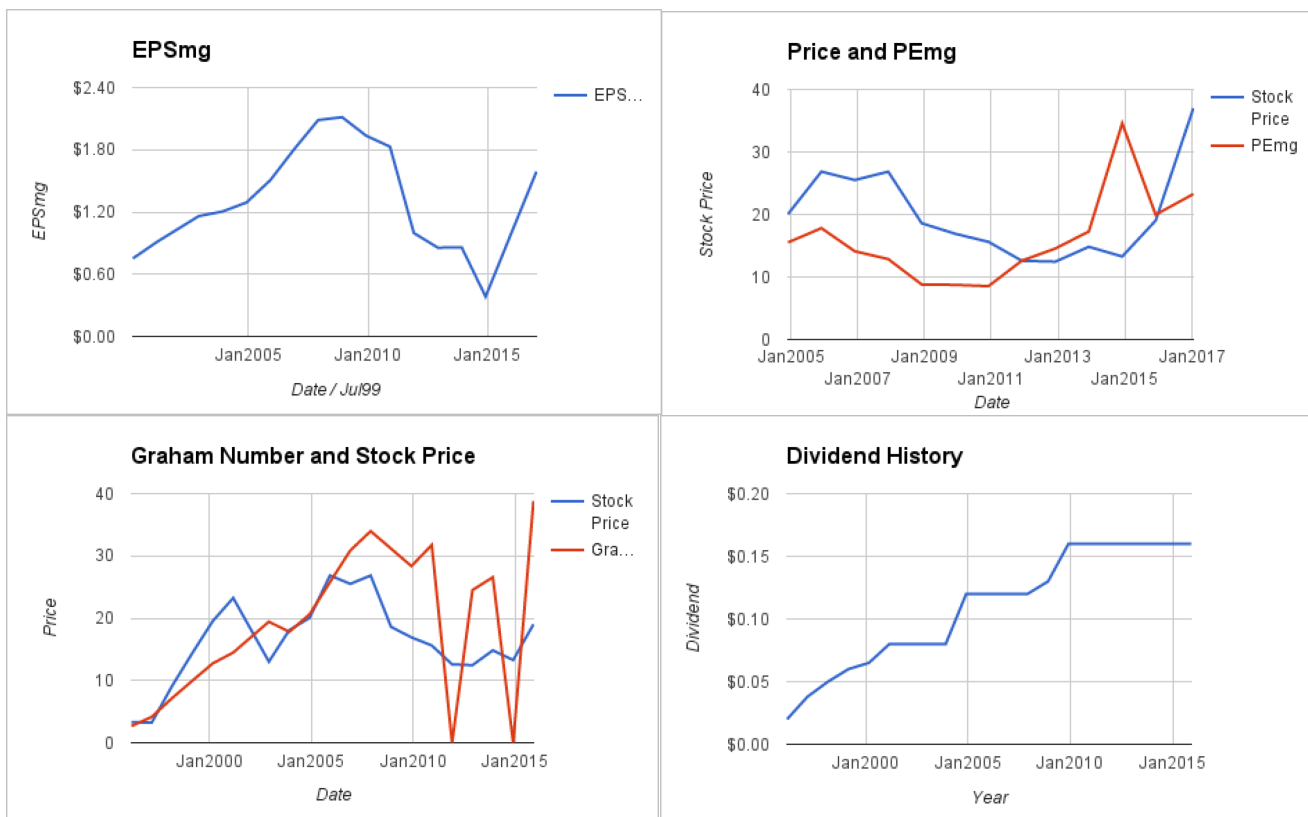 EPSmg
$2.40
$1.80
$1.20
$0.60
$0.00
EPSmg
Jan2005
Jan2010
Jan2015
Date / Jul99
EPS…
Price and PEmg
40
30
20
10
0
Stock Price
Jan2005
Jan2007
Jan2009
Jan2011
Jan2013
Jan2015
Jan2017
Date
Stock
Price
PEmg
Graham Number and Stock Price
40
30
20
10
0
Price
Jan2000
Jan2005
Jan2010
Jan2015
Date
Stock
Price
Gra…
Dividend History
$0.20
$0.15
$0.10
$0.05
$0.00
Dividend
Jan2000
Jan2005
Jan2010
Jan2015
Year